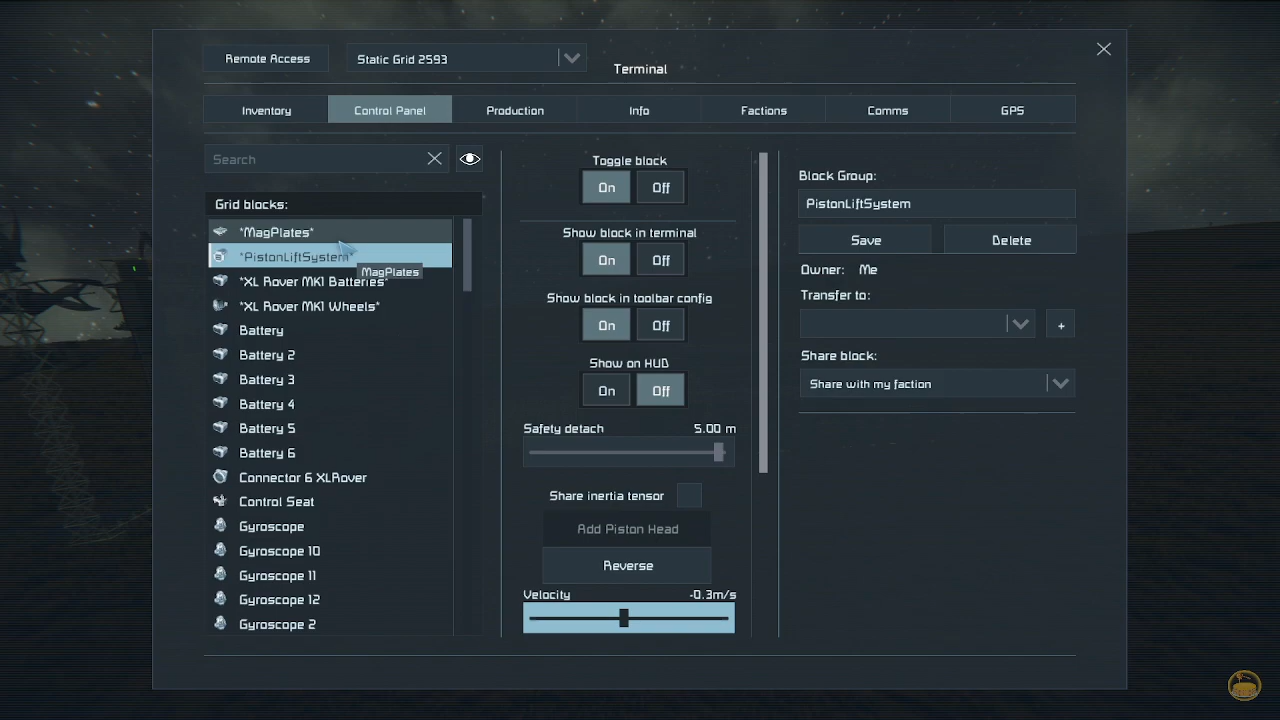 Remote Access
Static Grid 2593
Terminal
Inventory
Control Panel
Production
Info
Factions
Comms
GPS
Search
Grid blocks:
*MagPlates*
*PistonLiftSystem*
MagPlates
*XL Rover MK1 Batteries*
*XL Rover MK1 Wheels*
Battery
Battery 2
Battery 3
Battery 4
Battery 5
Battery 6
Connector 6 XLRover
Control Seat
Gyroscope
Gyroscope 10
Gyroscope 11
Gyroscope 12
Gyroscope 2
Toggle block
On Off
Show block in terminal
On Off
Show block in toolbar config
On Off
Show on HUD
On Off
Safety detach 5.00 m
Share inertia tensor
Add Piston Head
Reverse
Velocity -0.3m/s
Block Group:
PistonLiftSystem
Save Delete
Owner: Me
Transfer to:
+
Share block:
Share with my faction